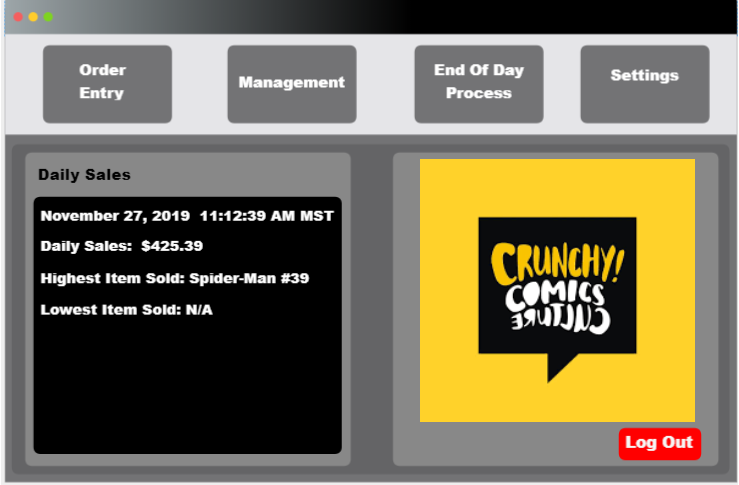 Order
Entry
Management
End Of Day
Process
Settings
Daily Sales
November 27, 2019  11:12:39 AM MST
Daily Sales:  $425.39
Highest Item Sold: Spider-Man #39
Lowest Item Sold: N/A
CRUNCHY!
COMICS
CULTURE
Log Out